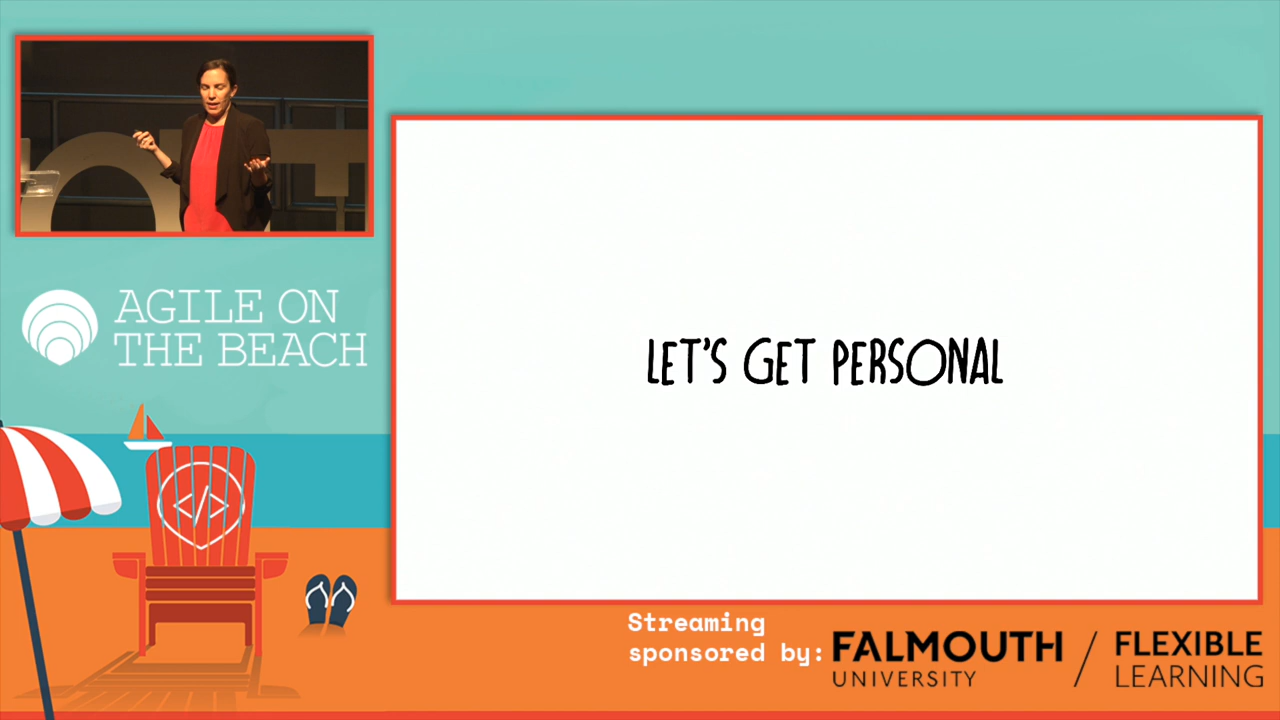 AGILE ON
THE BEACH
</>
LET'S GET PERSONAL
Streaming
sponsored by:
FALMOUTH
UNIVERSITY
/
FLEXIBLE
LEARNING